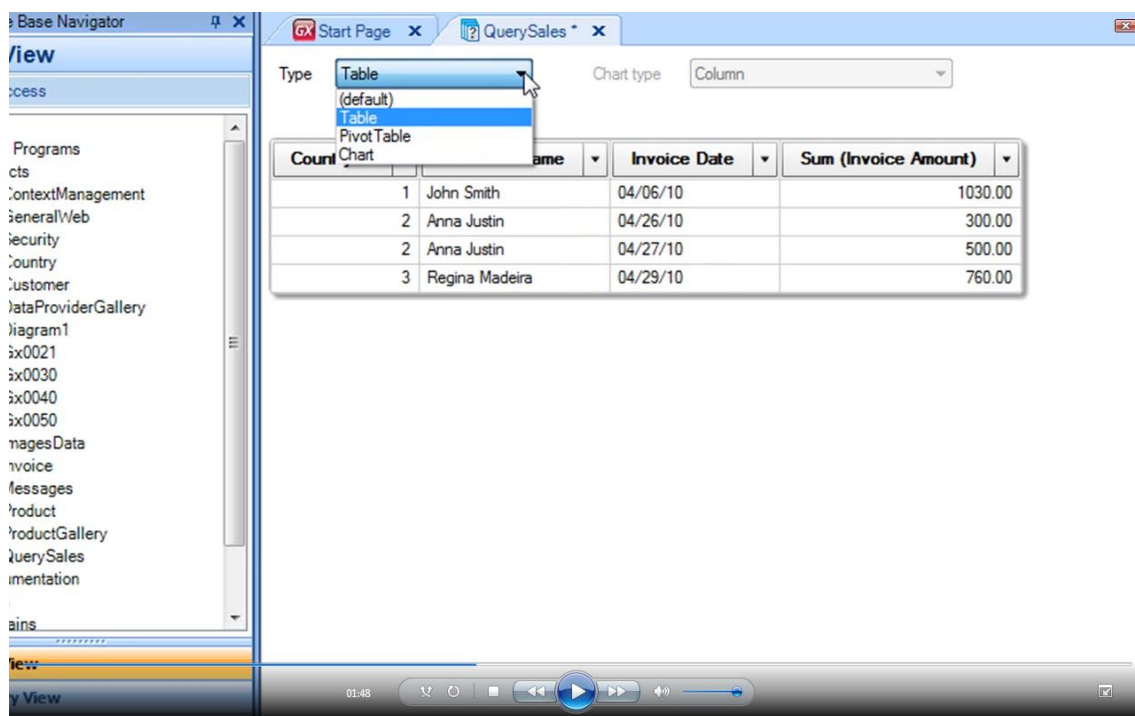 e Base Navigator
View
ccess
Programs
cts
ContextManagement
GeneralWeb
Security
Country
Customer
DataProviderGallery
Diagram1
Gx0021
Gx0030
Gx0040
Gx0050
magesData
nvoice
Messages
Product
ProductGallery
QuerySales
umentation
ains
View
y View
GX Start Page
QuerySales *
Type Table Chart type Column
(default)
Table
PivotTable
Chart
Count ame Invoice Date Sum (Invoice Amount)
1 John Smith 04/06/10 1030.00
2 Anna Justin 04/26/10 300.00
2 Anna Justin 04/27/10 500.00
3 Regina Madeira 04/29/10 760.00
01:48